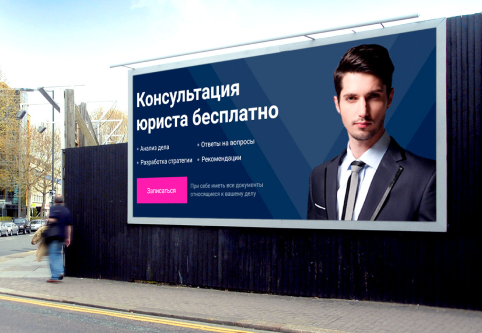 Консультация
юриста бесплатно
• Анализ дела
• Ответы на вопросы
• Разработка стратегии
• Рекомендации
Записаться
При себе иметь все документы
относящиеся к вашему делу